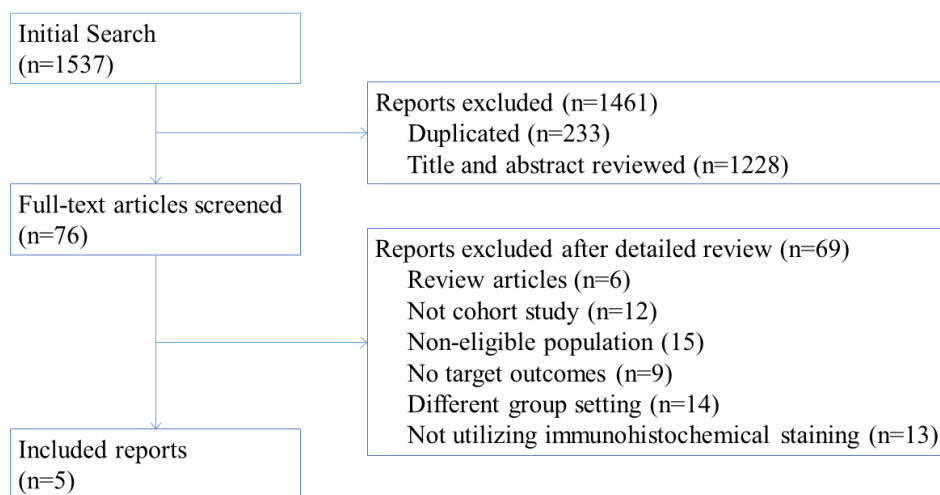 Initial Search
(n=1537)
Reports excluded (n=1461)
Duplicated (n=233)
Title and abstract reviewed (n=1228)
Full-text articles screened
(n=76)
Reports excluded after detailed review (n=69)
Review articles (n=6)
Not cohort study (n=12)
Non-eligible population (15)
No target outcomes (n=9)
Different group setting (n=14)
Not utilizing immunohistochemical staining (n=13)
Included reports
(n=5)